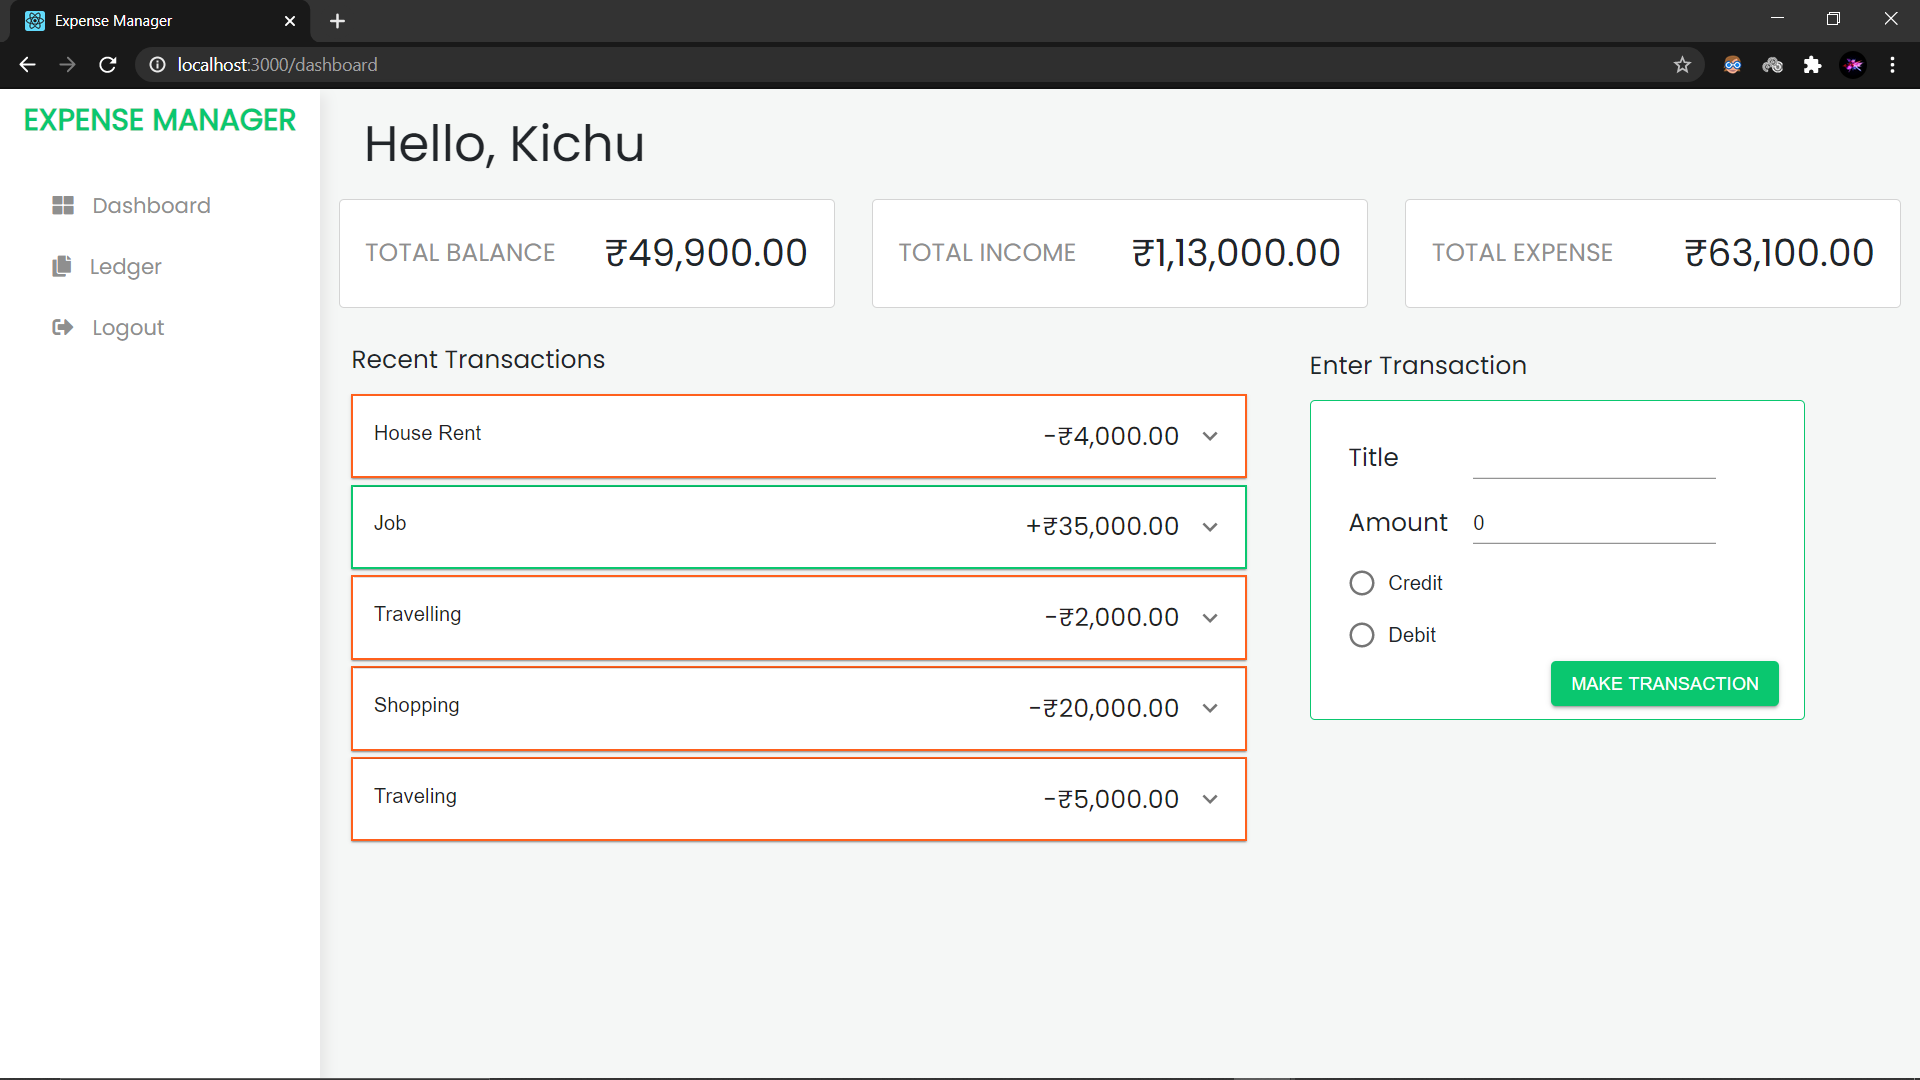 Expense Manager
localhost:3000/dashboard
EXPENSE MANAGER
Dashboard
Ledger
Logout
Hello, Kichu
TOTAL BALANCE ₹49,900.00
TOTAL INCOME ₹1,13,000.00
TOTAL EXPENSE ₹63,100.00
Recent Transactions
House Rent -₹4,000.00
Job +₹35,000.00
Travelling -₹2,000.00
Shopping -₹20,000.00
Traveling -₹5,000.00
Enter Transaction
Title
Amount 0
Credit
Debit
MAKE TRANSACTION